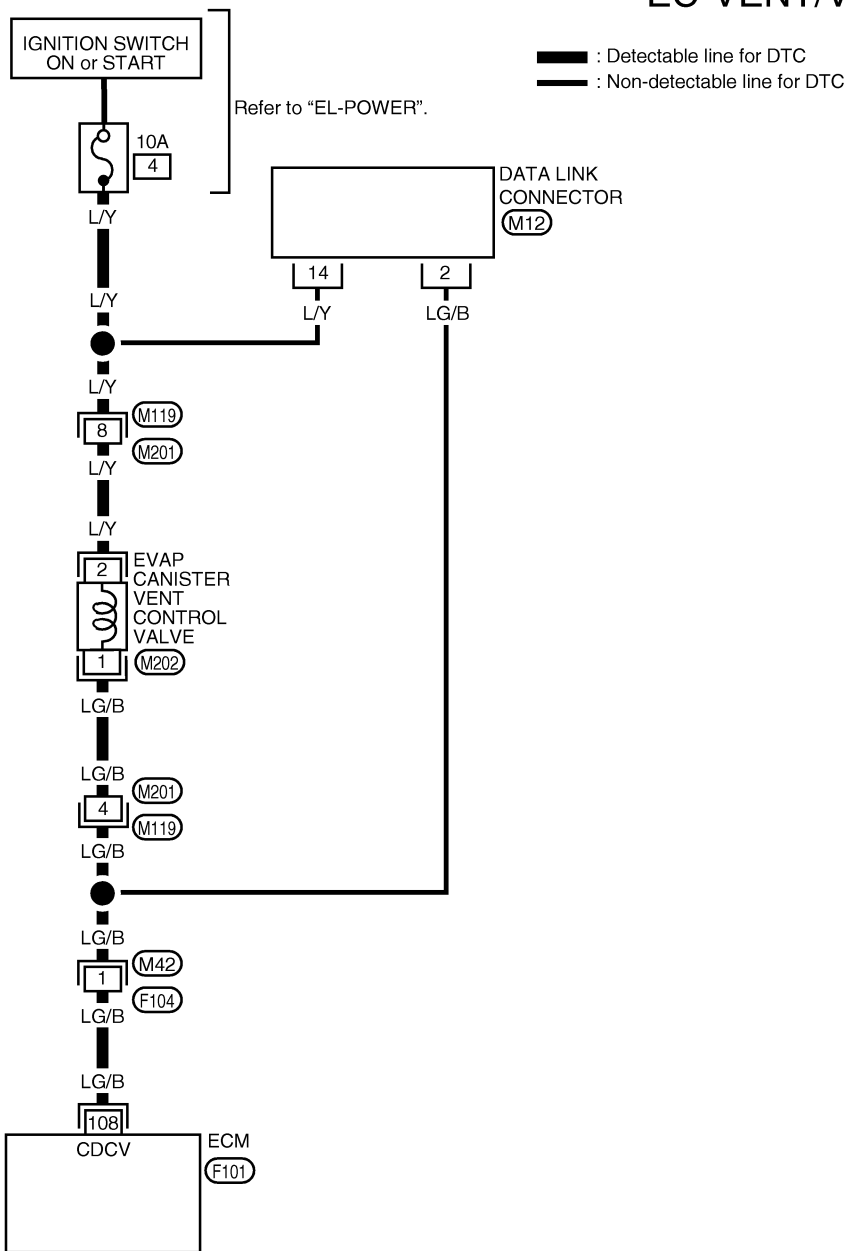 EC-VENT/V
IGNITION SWITCH
ON or START
: Detectable line for DTC
: Non-detectable line for DTC
Refer to “EL-POWER”.
10A
4
DATA LINK
CONNECTOR
M12
L/Y
14
2
L/Y
L/Y
LG/B
L/Y
M119
8
M201
L/Y
L/Y
2
EVAP
CANISTER
VENT
CONTROL
VALVE
1
M202
LG/B
LG/B
M201
4
M119
LG/B
LG/B
M42
1
F104
LG/B
LG/B
108
CDCV
ECM
F101